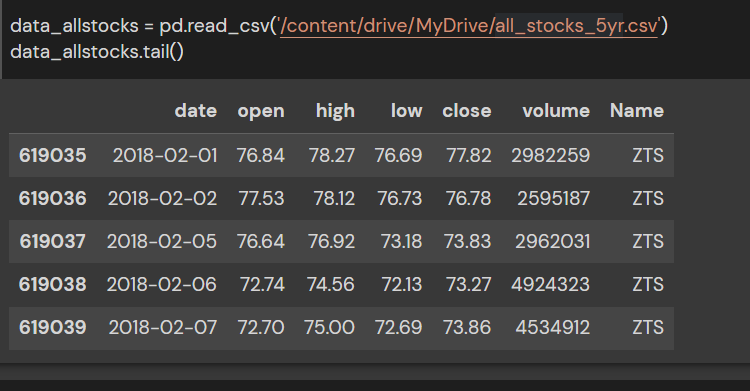 data_allstocks = pd.read_csv('/content/drive/MyDrive/all_stocks_5yr.csv')
data_allstocks.tail()
date open high low close volume Name
619035 2018-02-01 76.84 78.27 76.69 77.82 2982259 ZTS
619036 2018-02-02 77.53 78.12 76.73 76.78 2595187 ZTS
619037 2018-02-05 76.64 76.92 73.18 73.83 2962031 ZTS
619038 2018-02-06 72.74 74.56 72.13 73.27 4924323 ZTS
619039 2018-02-07 72.70 75.00 72.69 73.86 4534912 ZTS